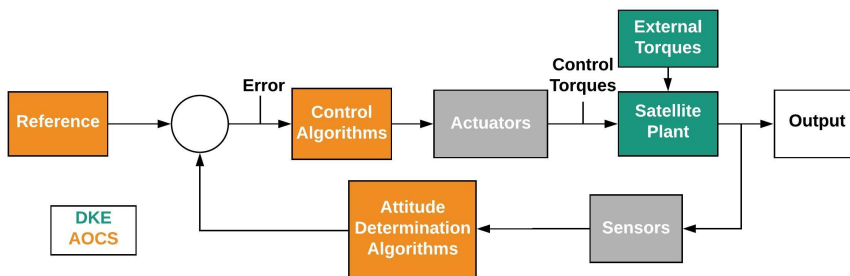 External
Torques
Control
Torques
Error
Reference
Control
Algorithms
Actuators
Satellite
Plant
Output
Attitude
Determination
Algorithms
Sensors
DKE
AOCS